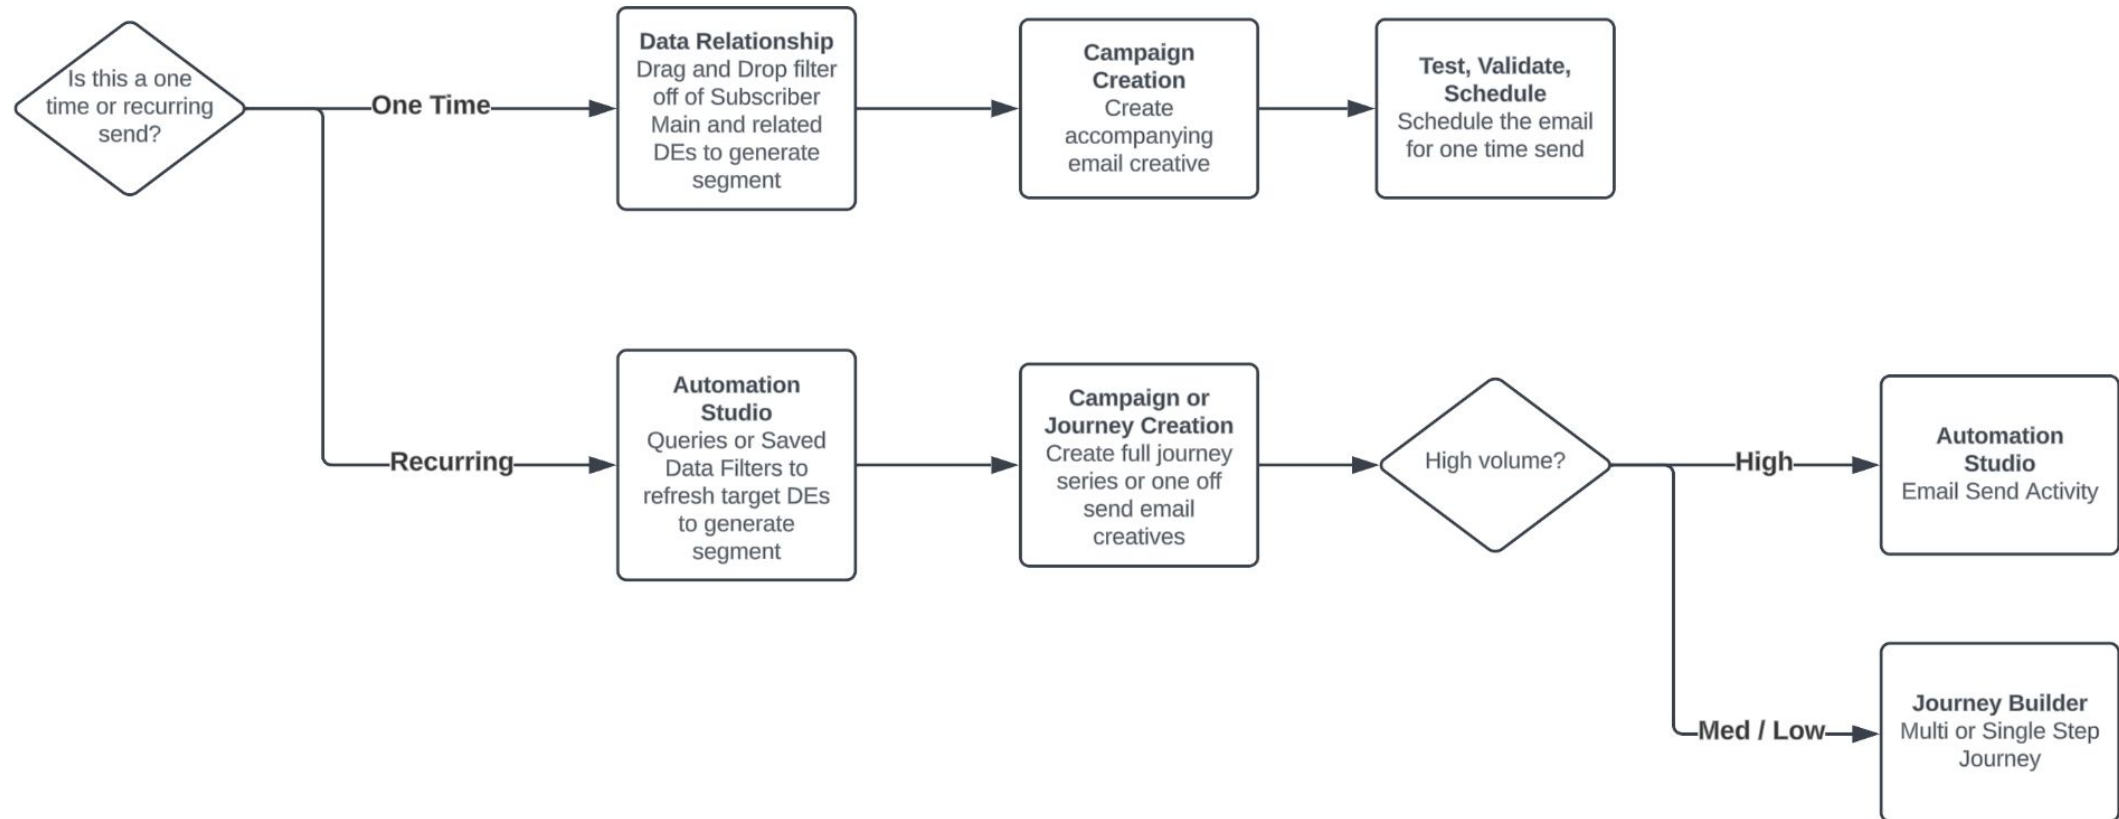 Is this a one
time or recurring
send?
One Time
Data Relationship
Drag and Drop filter
off of Subscriber
Main and related
DEs to generate
segment
Campaign
Creation
Create
accompanying
email creative
Test, Validate,
Schedule
Schedule the email
for one time send
Recurring
Automation
Studio
Queries or Saved
Data Filters to
refresh target DEs
to generate
segment
Campaign or
Journey Creation
Create full journey
series or one off
send email
creatives
High volume?
High
Automation
Studio
Email Send Activity
Med / Low
Journey Builder
Multi or Single Step
Journey